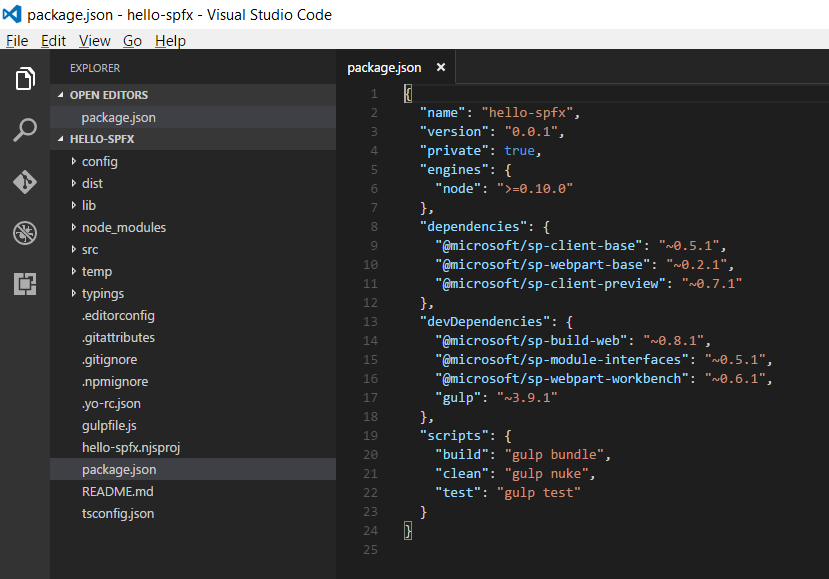 package.json - hello-spfx - Visual Studio Code
File Edit View Go Help
EXPLORER
OPEN EDITORS
package.json
HELLO-SPFX
config
dist
lib
node_modules
src
temp
typings
.editorconfig
.gitattributes
.gitignore
.npmignore
.yo-rc.json
gulpfile.js
hello-spfx.njsproj
package.json
README.md
tsconfig.json
package.json ×
1 {
2   "name": "hello-spfx",
3   "version": "0.0.1",
4   "private": true,
5   "engines": {
6     "node": ">=0.10.0"
7   },
8   "dependencies": {
9     "@microsoft/sp-client-base": "~0.5.1",
10     "@microsoft/sp-webpart-base": "~0.2.1",
11     "@microsoft/sp-client-preview": "~0.7.1"
12   },
13   "devDependencies": {
14     "@microsoft/sp-build-web": "~0.8.1",
15     "@microsoft/sp-module-interfaces": "~0.5.1",
16     "@microsoft/sp-webpart-workbench": "~0.6.1",
17     "gulp": "~3.9.1"
18   },
19   "scripts": {
20     "build": "gulp bundle",
21     "clean": "gulp nuke",
22     "test": "gulp test"
23   }
24 }
25